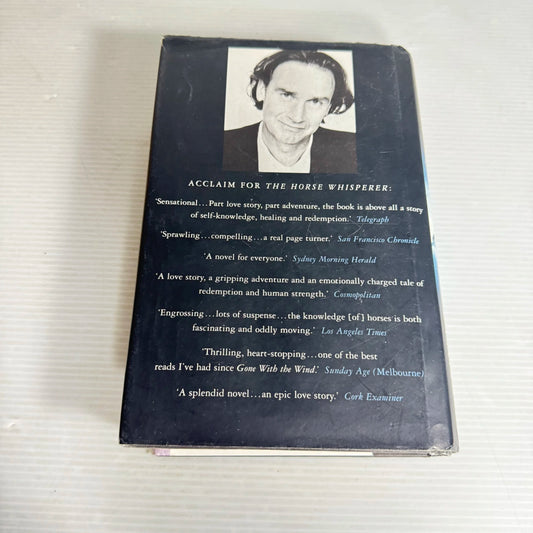 ACCLAIM FOR THE HORSE WHISPERER:
'Sensational...Part love story, part adventure, the book is above all a story
of self-knowledge, healing and redemption.' Telegraph
'Sprawling...compelling...a real page turner.' San Francisco Chronicle
'A novel for everyone.' Sydney Morning Herald
'A love story, a gripping adventure and an emotionally charged tale of
redemption and human strength.' Cosmopolitan
'Engrossing...lots of suspense...the knowledge [of] horses is both
fascinating and oddly moving.' Los Angeles Times
'Thrilling, heart-stopping...one of the best
reads I've had since Gone With the Wind.' Sunday Age (Melbourne)
'A splendid novel...an epic love story.' Cork Examiner